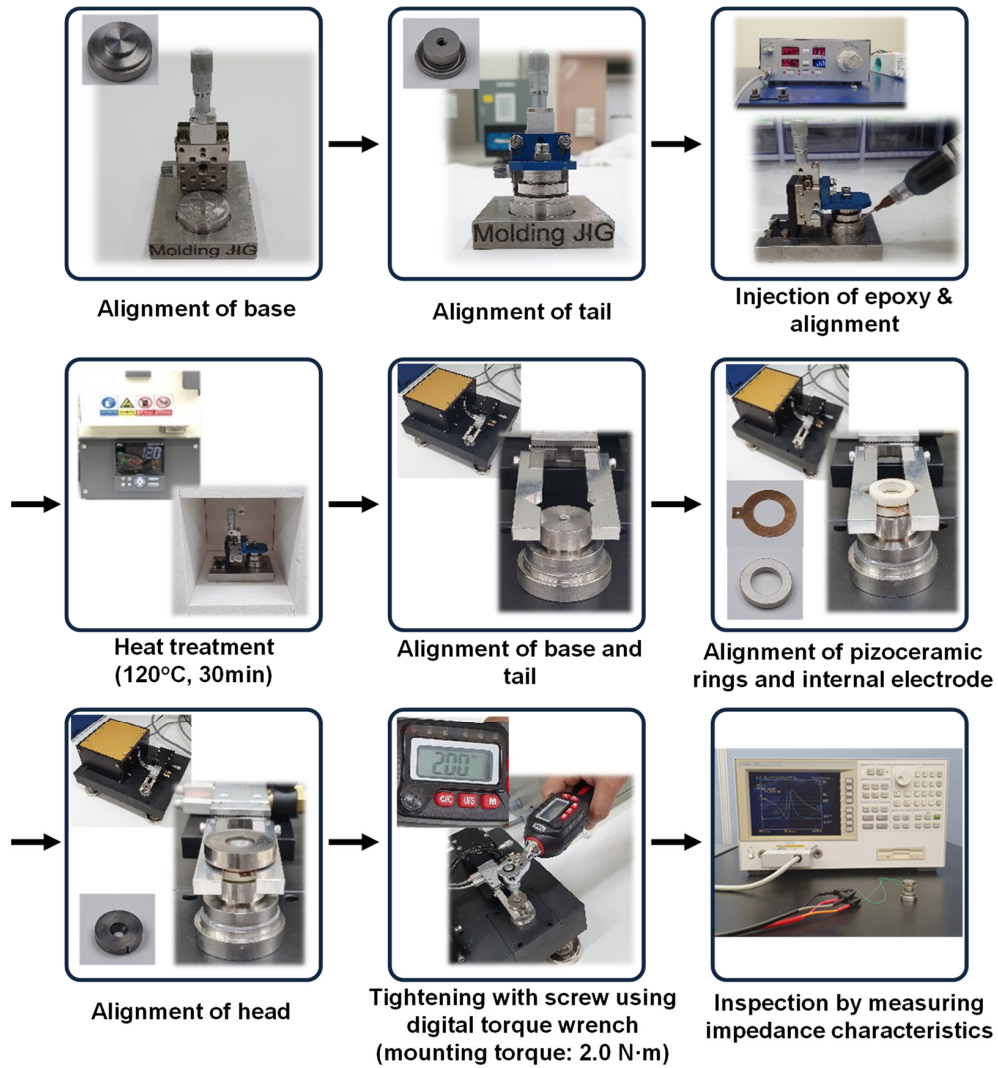 Molding JIG
Alignment of base
Molding JIG
Alignment of tail
Injection of epoxy &
alignment
120
Heat treatment
(120°C, 30min)
Alignment of base and
tail
Alignment of pizoceramic
rings and internal electrode
Alignment of head
2.00
C/C
U/S
M
Tightening with screw using
digital torque wrench
(mounting torque: 2.0 N·m)
Inspection by measuring
impedance characteristics